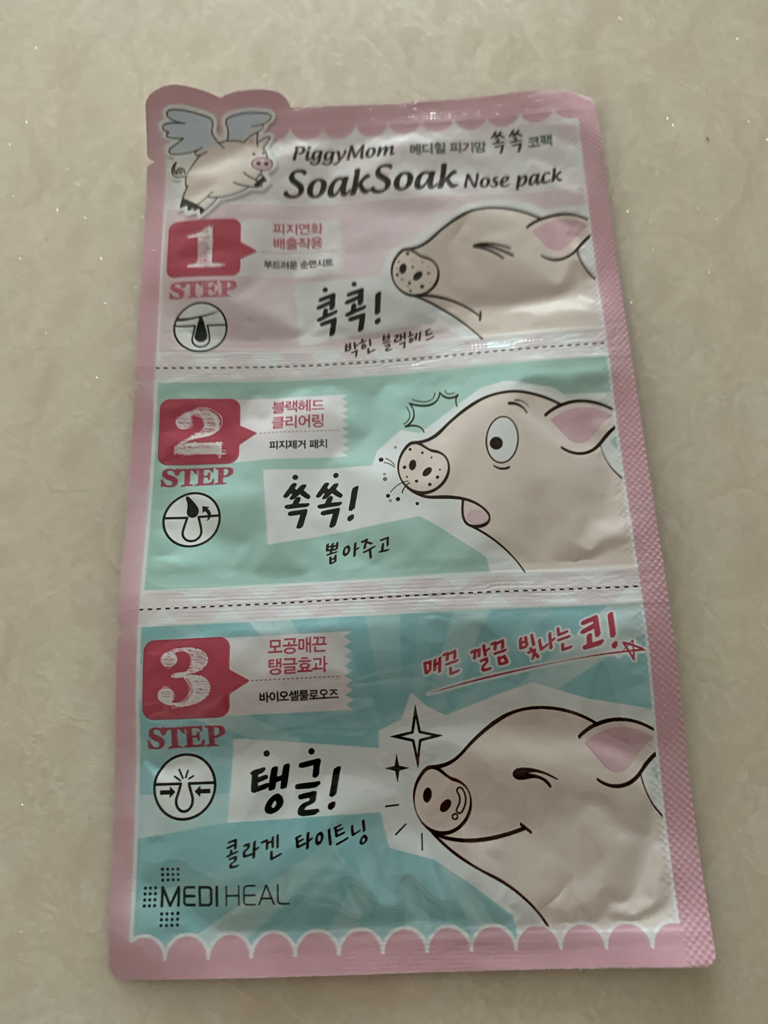 PiggyMom 메디힐 피기맘 쏙쏙 코팩
SoakSoak Nose pack
1
STEP
피지연화
배출작용
부드러운 순면시트
콕콕!
박힌 블랙헤드
2
STEP
블랙헤드
클리어링
피지제거 패치
쏙쏙!
뽑아주고
3
STEP
모공매끈
탱글효과
바이오셀룰로오즈
매끈 깔끔 빛나는 코!
탱글!
콜라겐 타이트닝
MEDIHEAL